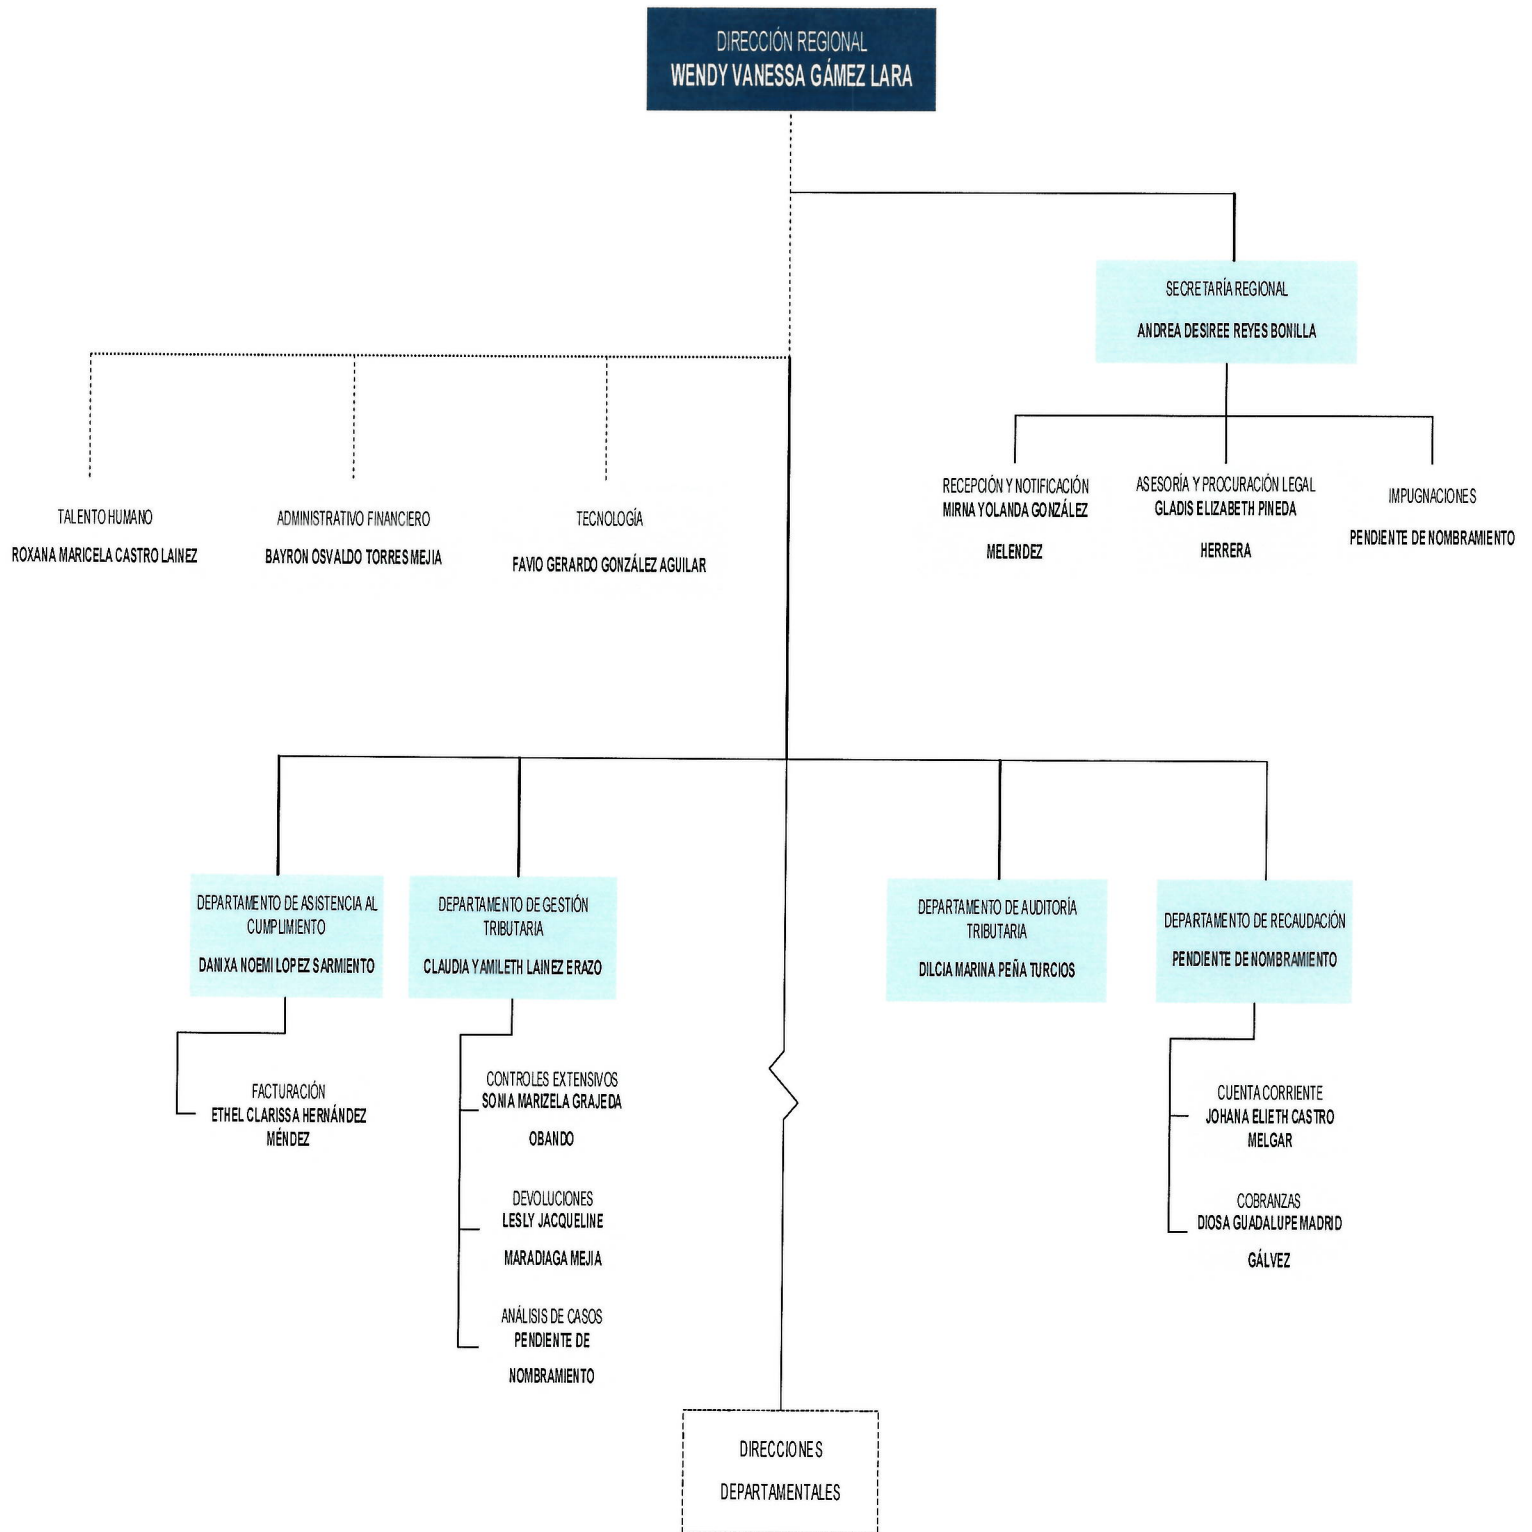 DIRECCIÓN REGIONAL
WENDY VANESSA GÁMEZ LARA
SECRETARÍA REGIONAL
ANDREA DESIREE REYES BONILLA
RECEPCIÓN Y NOTIFICACIÓN
MIRNA YOLANDA GONZÁLEZ
MELENDEZ
ASESORÍA Y PROCURACIÓN LEGAL
GLADIS ELIZABETH PINEDA
HERRERA
IMPUGNACIONES
PENDIENTE DE NOMBRAMIENTO
TALENTO HUMANO
ROXANA MARICELA CASTRO LAINEZ
ADMINISTRATIVO FINANCIERO
BAYRON OSVALDO TORRES MEJIA
TECNOLOGÍA
FAVIO GERARDO GONZÁLEZ AGUILAR
DEPARTAMENTO DE ASISTENCIA AL
CUMPLIMIENTO
DANIXA NOEMI LOPEZ SARMIENTO
FACTURACIÓN
ETHEL CLARISSA HERNÁNDEZ
MÉNDEZ
DEPARTAMENTO DE GESTIÓN
TRIBUTARIA
CLAUDIA YAMILETH LAINEZ ERAZO
CONTROLES EXTENSIVOS
SONIA MARIZELA GRAJEDA
OBANDO
DEVOLUCIONES
LESLY JACQUELINE
MARADIAGA MEJIA
ANÁLISIS DE CASOS
PENDIENTE DE
NOMBRAMIENTO
DEPARTAMENTO DE AUDITORÍA
TRIBUTARIA
DILCIA MARINA PEÑA TURCIOS
DEPARTAMENTO DE RECAUDACIÓN
PENDIENTE DE NOMBRAMIENTO
CUENTA CORRIENTE
JOHANA ELIETH CASTRO
MELGAR
COBRANZAS
DIOSA GUADALUPE MADRID
GÁLVEZ
DIRECCIONES
DEPARTAMENTALES